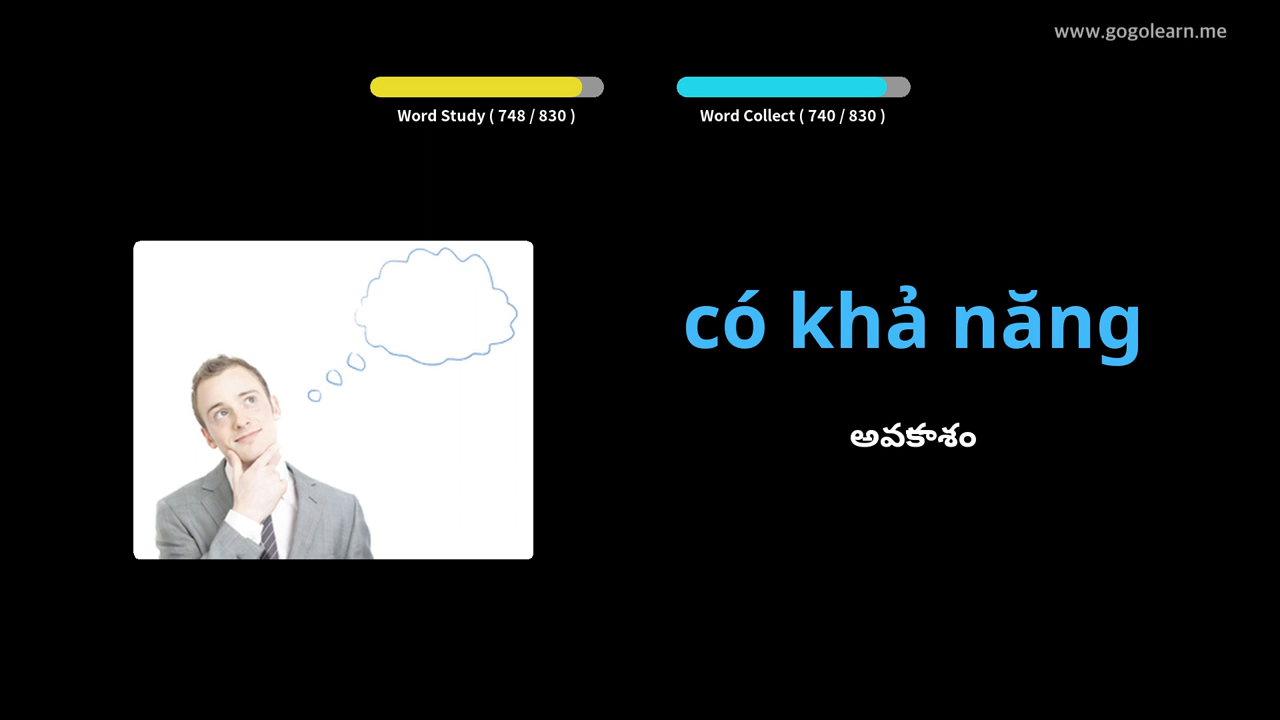 www.gogolearn.me
Word Study ( 748 / 830 )
Word Collect ( 740 / 830 )
có khả năng
అవకాశం